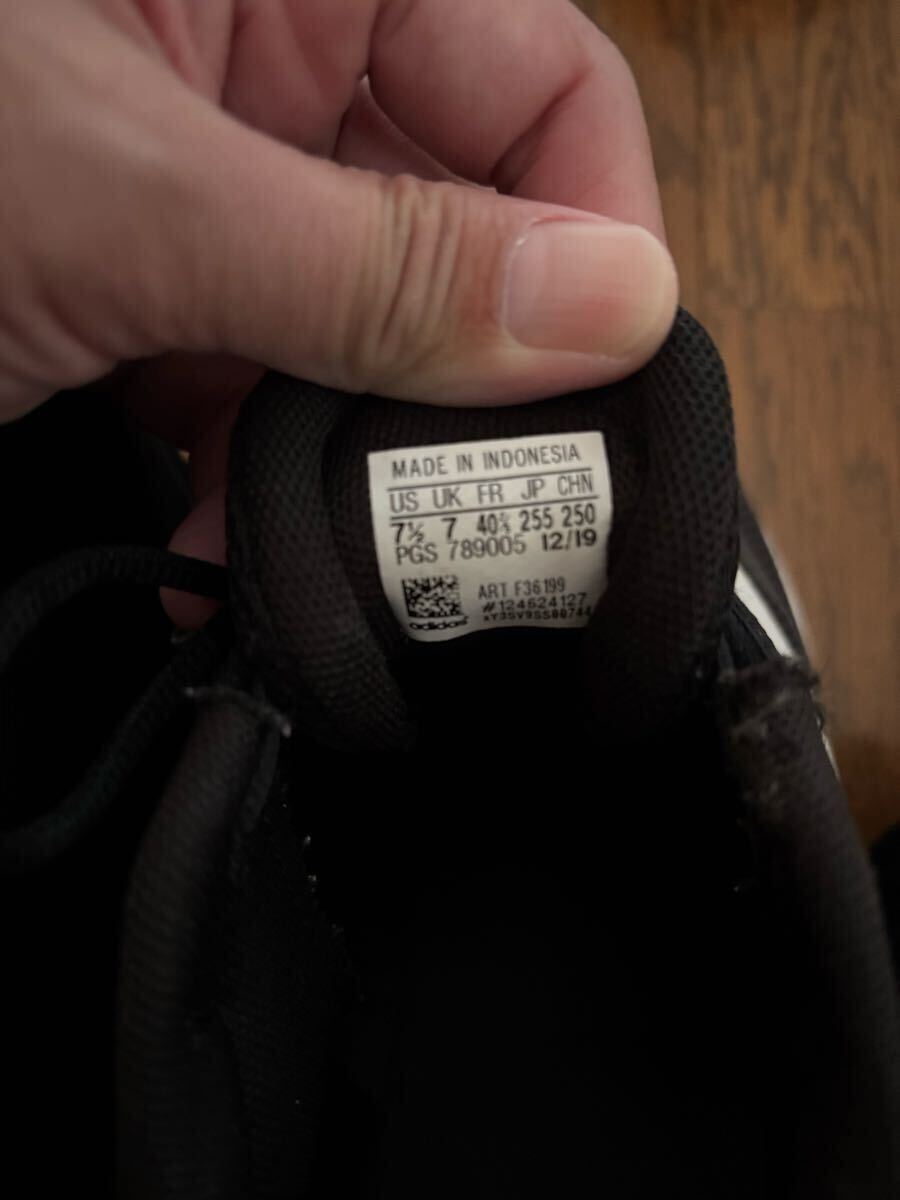 MADE IN INDONESIA
US UK FR JP CHN
7½ 7 40⅔ 255 250
PGS 789005 12/19
ART F36199
#124624127
adidas